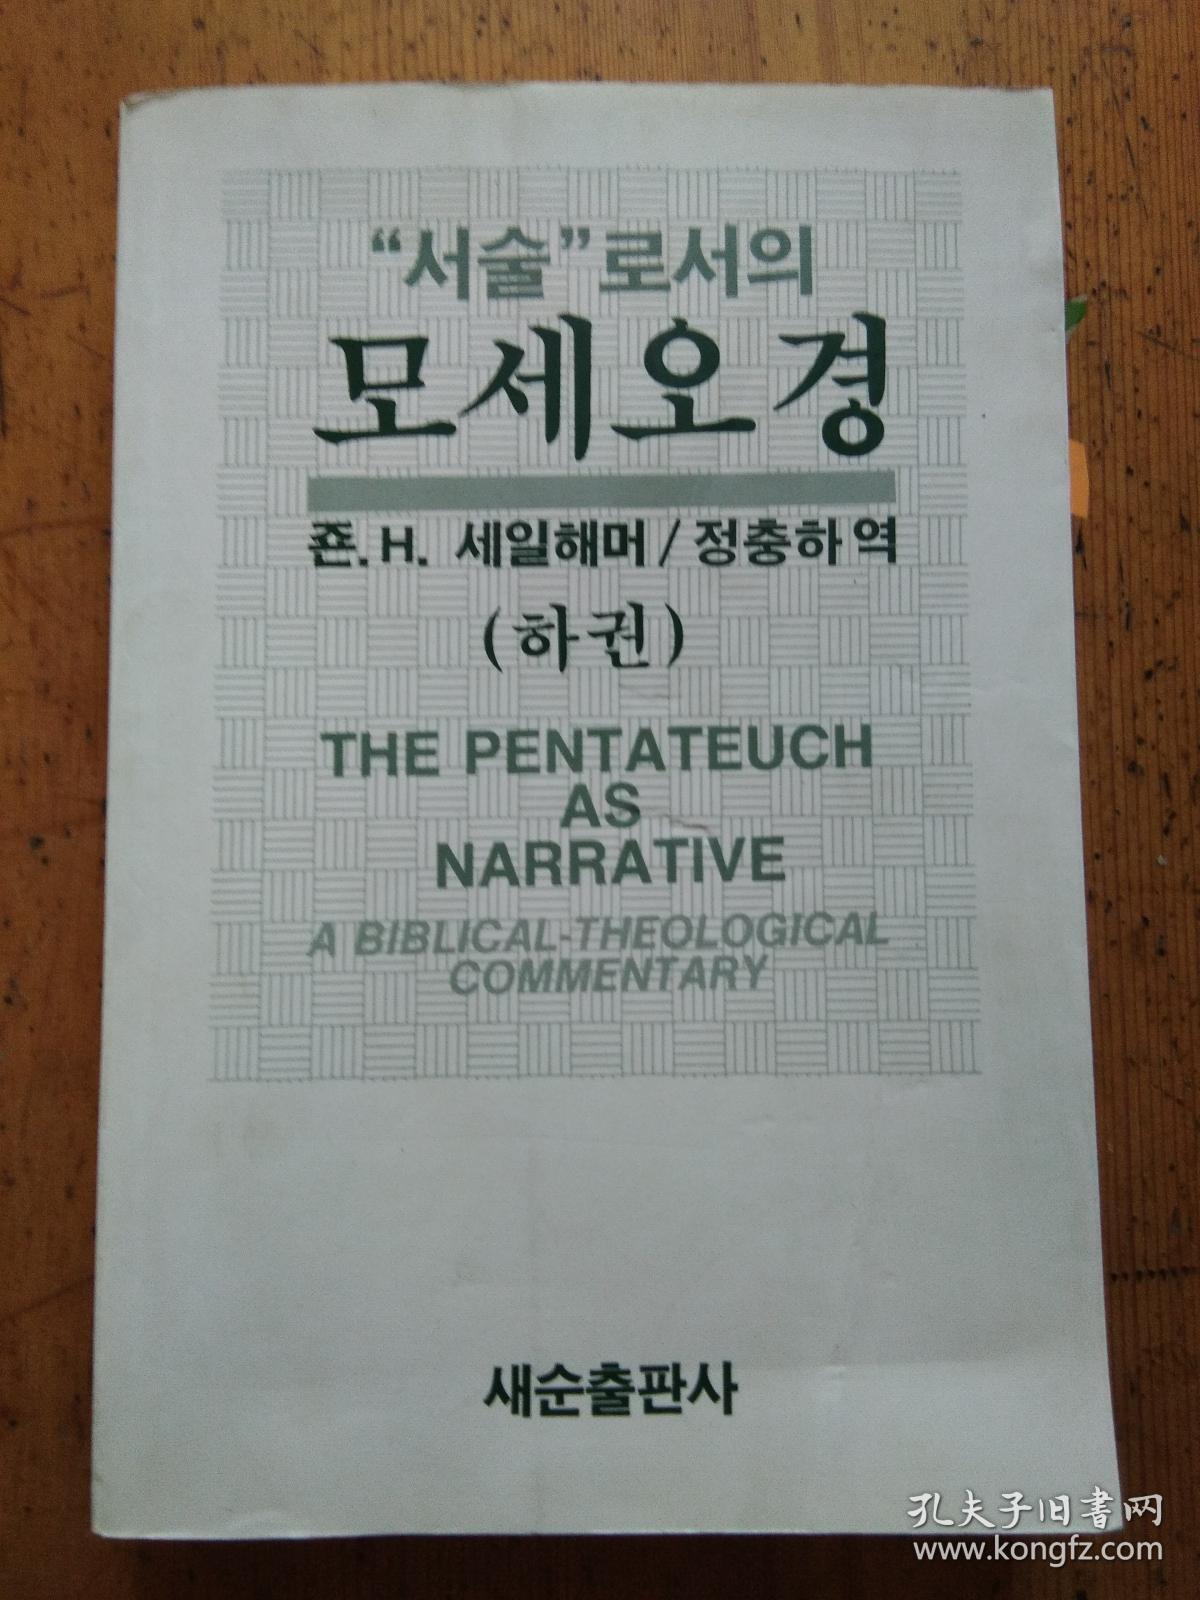 “서술”로서의
모세오경
죤. H. 세일해머 / 정충하 역
(하권)
THE PENTATEUCH
AS
NARRATIVE
A BIBLICAL-THEOLOGICAL
COMMENTARY
새순출판사
孔夫子旧书网
www.kongfz.com